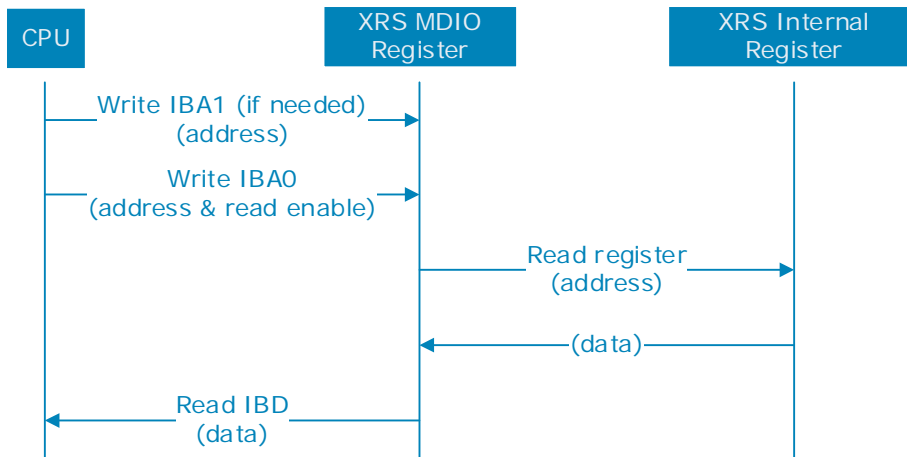 CPU
XRS MDIO
Register
XRS Internal
Register
Write IBA1 (if needed)
(address)
Write IBA0
(address & read enable)
Read register
(address)
(data)
Read IBD
(data)